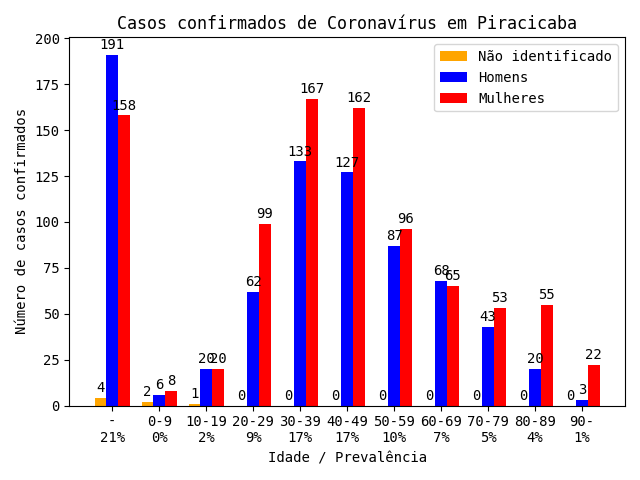 Casos confirmados de Coronavírus em Piracicaba
Não identificado
Homens
Mulheres
Número de casos confirmados
200
175
150
125
100
75
50
25
0
4 191 158
2 6 8
1 20 20
0 62 99
0 133 167
0 127 162
0 87 96
0 68 65
0 43 53
0 20 55
0 3 22
- 0-9 10-19 20-29 30-39 40-49 50-59 60-69 70-79 80-89 90-
21% 0% 2% 9% 17% 17% 10% 7% 5% 4% 1%
Idade / Prevalência